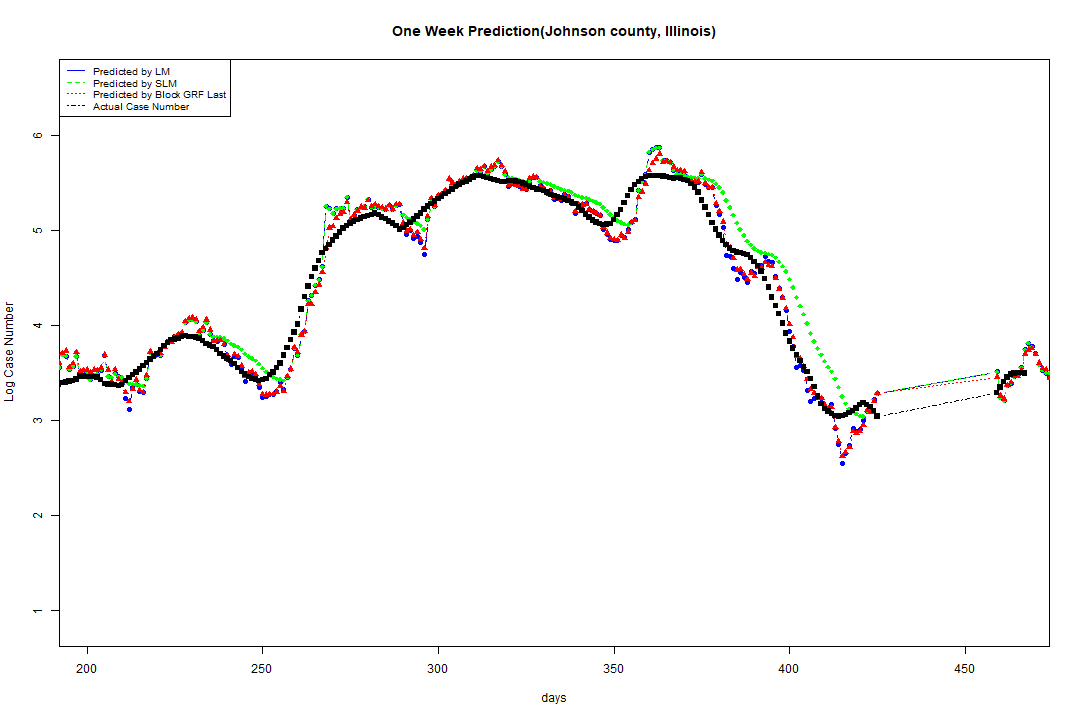 One Week Prediction(Johnson county, Illinois)
Predicted by LM
Predicted by SLM
Predicted by Block GRF Last
Actual Case Number
6
5
4
3
2
1
Log Case Number
200 250 300 350 400 450
days